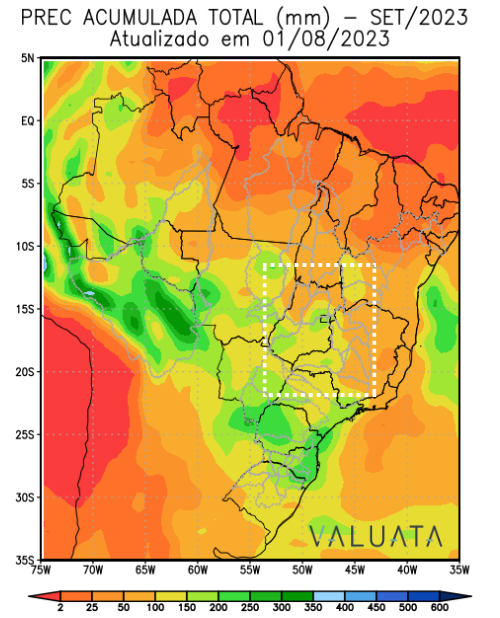 PREC ACUMULADA TOTAL (mm) – SET/2023
Atualizado em 01/08/2023
5N
EQ
5S
10S
15S
20S
25S
30S
35S
VALUATA
75W 70W 65W 60W 55W 50W 45W 40W 35W
2 25 50 100 150 200 250 300 350 400 450 500 600